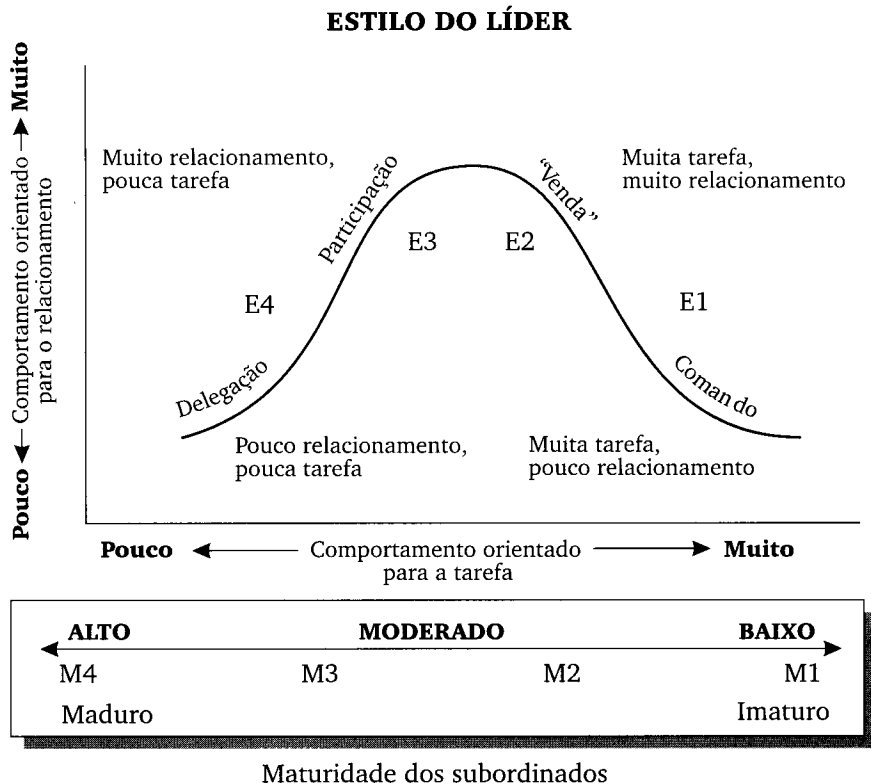 ESTILO DO LÍDER
Pouco ← Comportamento orientado → Muito
para o relacionamento
Muito relacionamento,
pouca tarefa
Participação
"Venda"
Muita tarefa,
muito relacionamento
E3
E2
E4
E1
Delegação
Comando
Pouco relacionamento,
pouca tarefa
Muita tarefa,
pouco relacionamento
Pouco ← Comportamento orientado → Muito
para a tarefa
ALTO MODERADO BAIXO
M4 M3 M2 M1
Maduro Imaturo
Maturidade dos subordinados